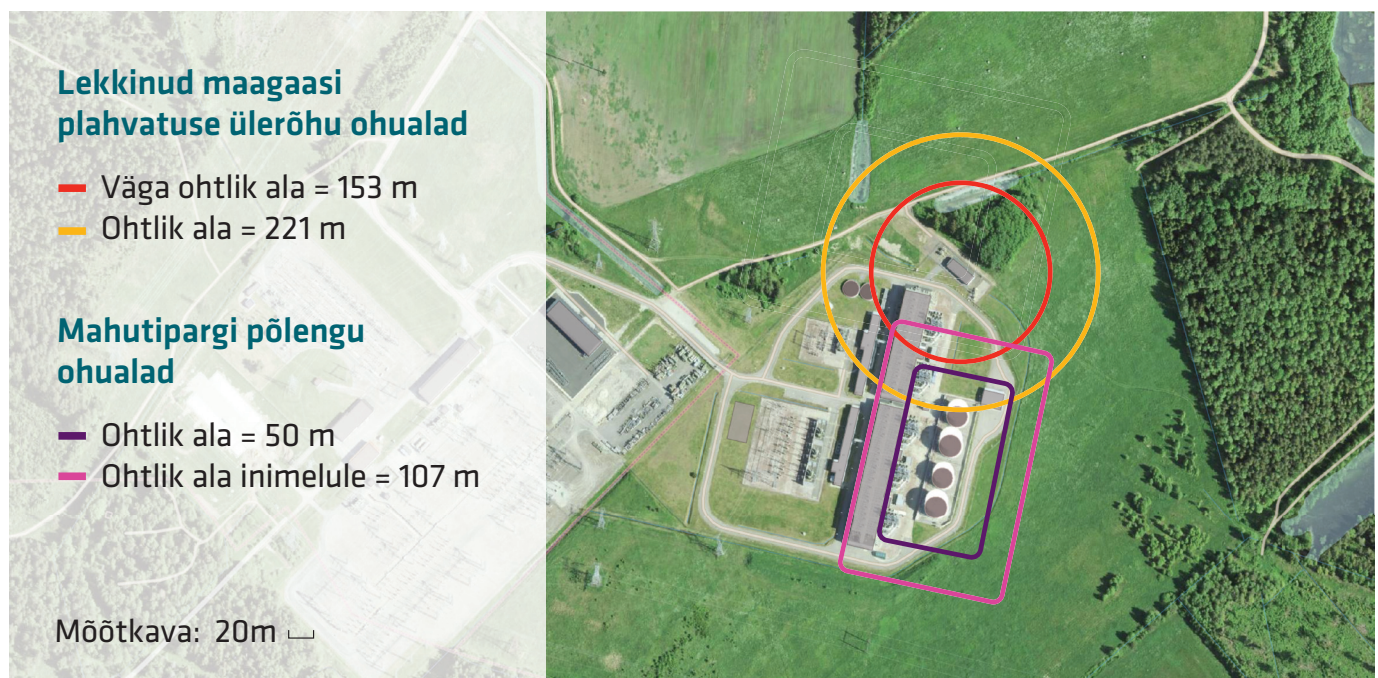 Lekkinud maagaasi
plahvatuse ülerõhu ohualad
Väga ohtlik ala = 153 m
Ohtlik ala = 221 m
Mahutipargi põlengu
ohualad
Ohtlik ala = 50 m
Ohtlik ala inimelule = 107 m
Mõõtkava: 20m